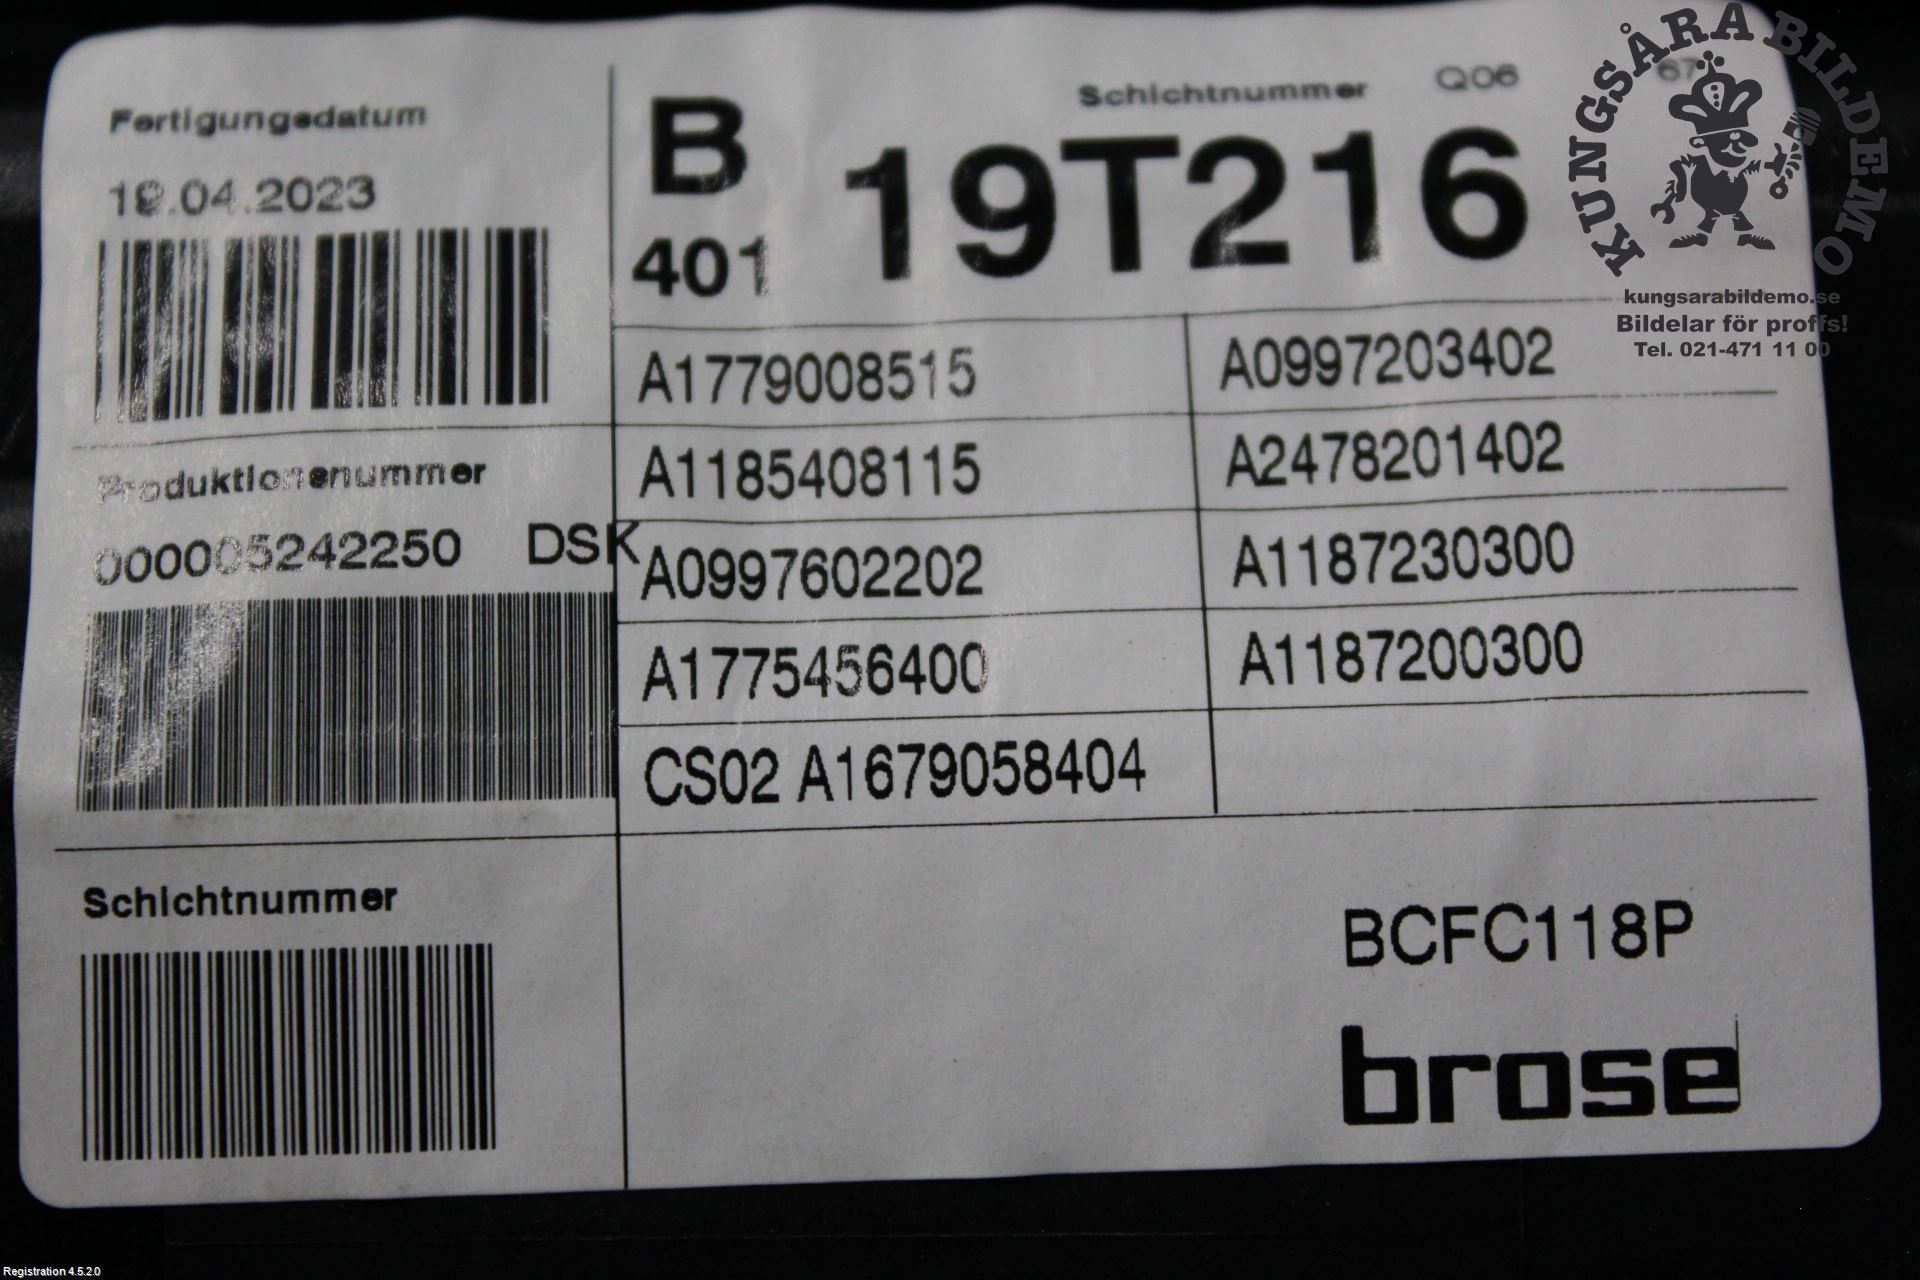 Fertigungsdatum
19.04.2023
Produktionsnummer
000005242250 DSK
Schichtnummer
B
401
Schichtnummer Q06 67
19T216
A1779008515 A0997203402
A1185408115 A2478201402
A0997602202 A1187230300
A1775456400 A1187200300
CS02 A1679058404
BCFC118P
brose
KUNGSÅRA BILDEMO
kungsarabildemo.se
Bildelar för proffs!
Tel. 021-471 11 00
Registration 4.5.2.0